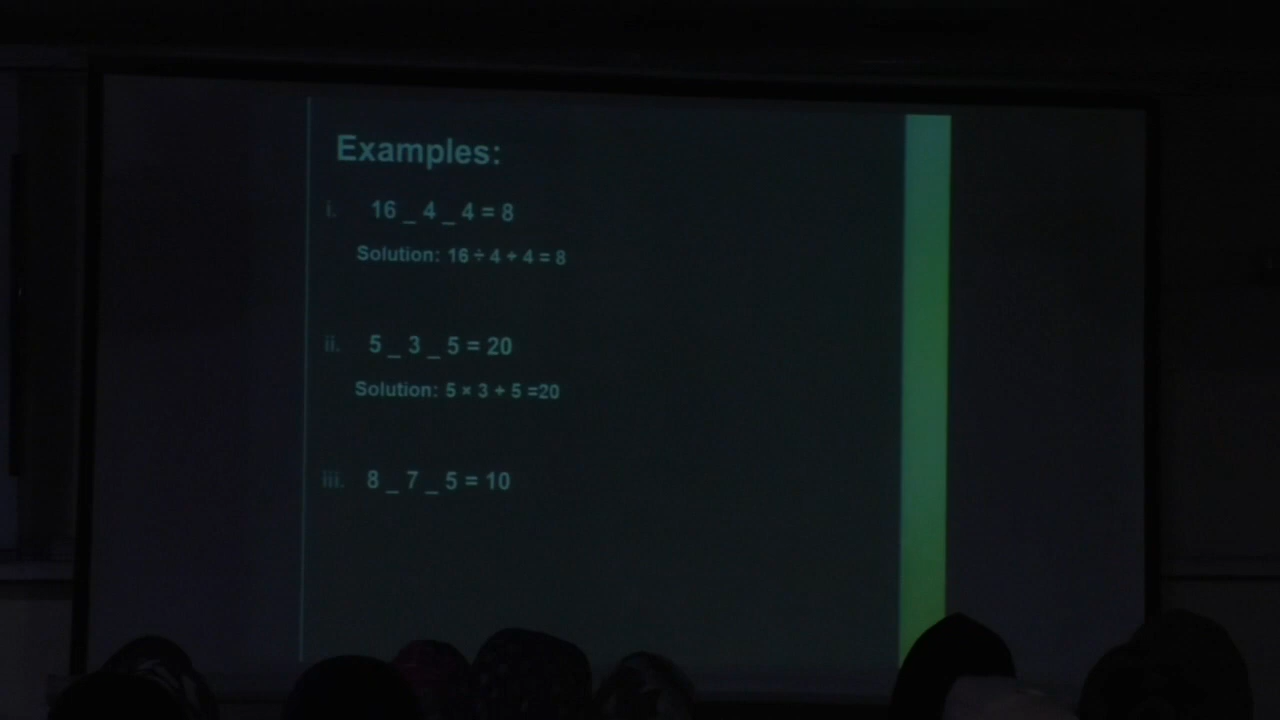 Examples:
i. 16 _ 4 _ 4 = 8
Solution: 16 ÷ 4 + 4 = 8
ii. 5 _ 3 _ 5 = 20
Solution: 5 × 3 + 5 =20
iii. 8 _ 7 _ 5 = 10